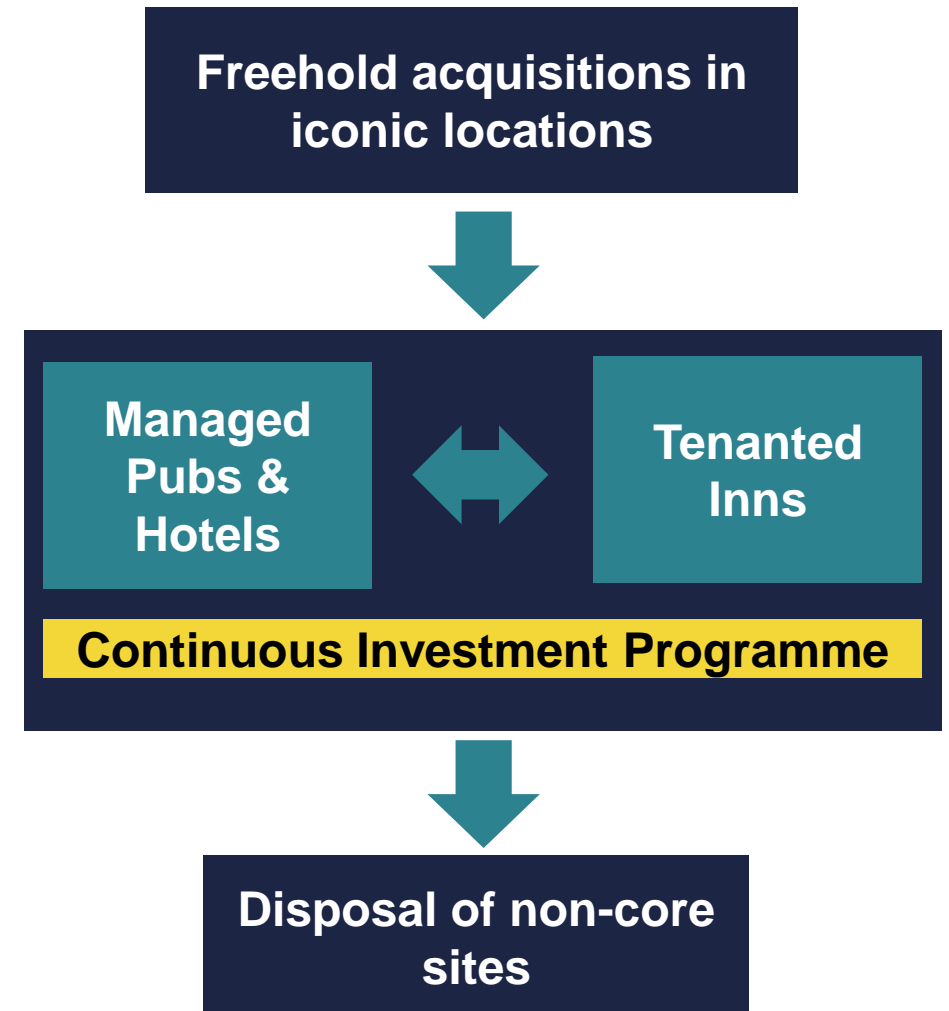 Freehold acquisitions in
iconic locations
Managed
Pubs &
Hotels
Tenanted
Inns
Continuous Investment Programme
Disposal of non-core
sites